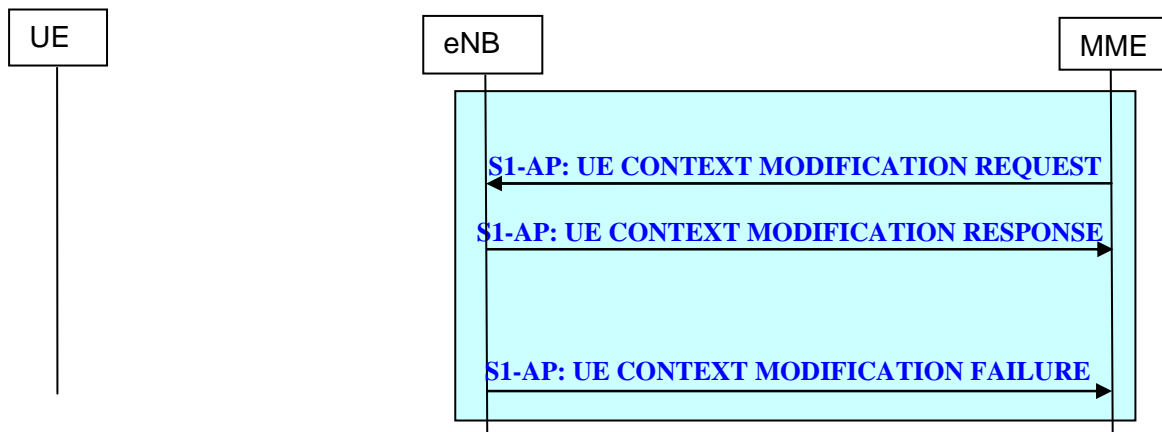 UE
eNB
MME
S1-AP: UE CONTEXT MODIFICATION REQUEST
S1-AP: UE CONTEXT MODIFICATION RESPONSE
S1-AP: UE CONTEXT MODIFICATION FAILURE